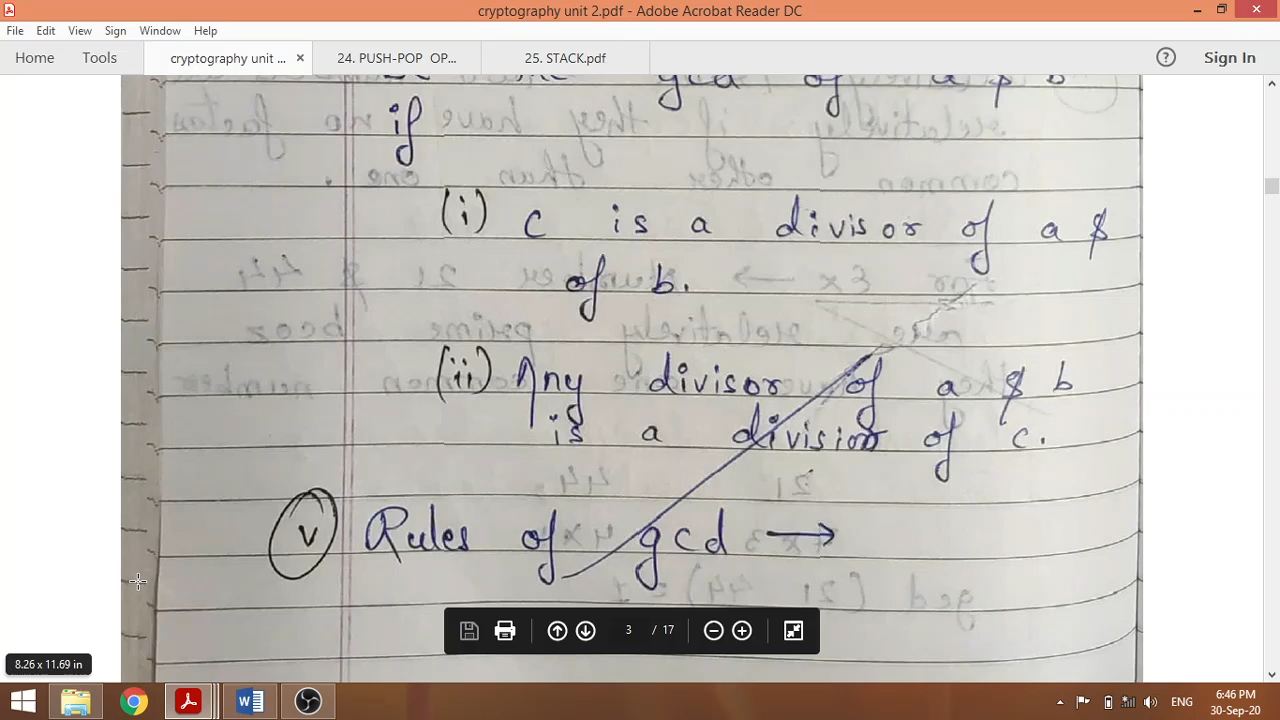 cryptography unit 2.pdf - Adobe Acrobat Reader DC
File Edit View Sign Window Help
Home Tools cryptography unit ... × 24. PUSH-POP OP... 25. STACK.pdf ? Sign In
gcd of a $ b
if
(i) c is a divisor of a $
of b.
(ii) Any divisor of a $ b
is a division of c.
v Rules of gcd →
3 / 17
8.26 x 11.69 in
ENG
6:46 PM
30-Sep-20